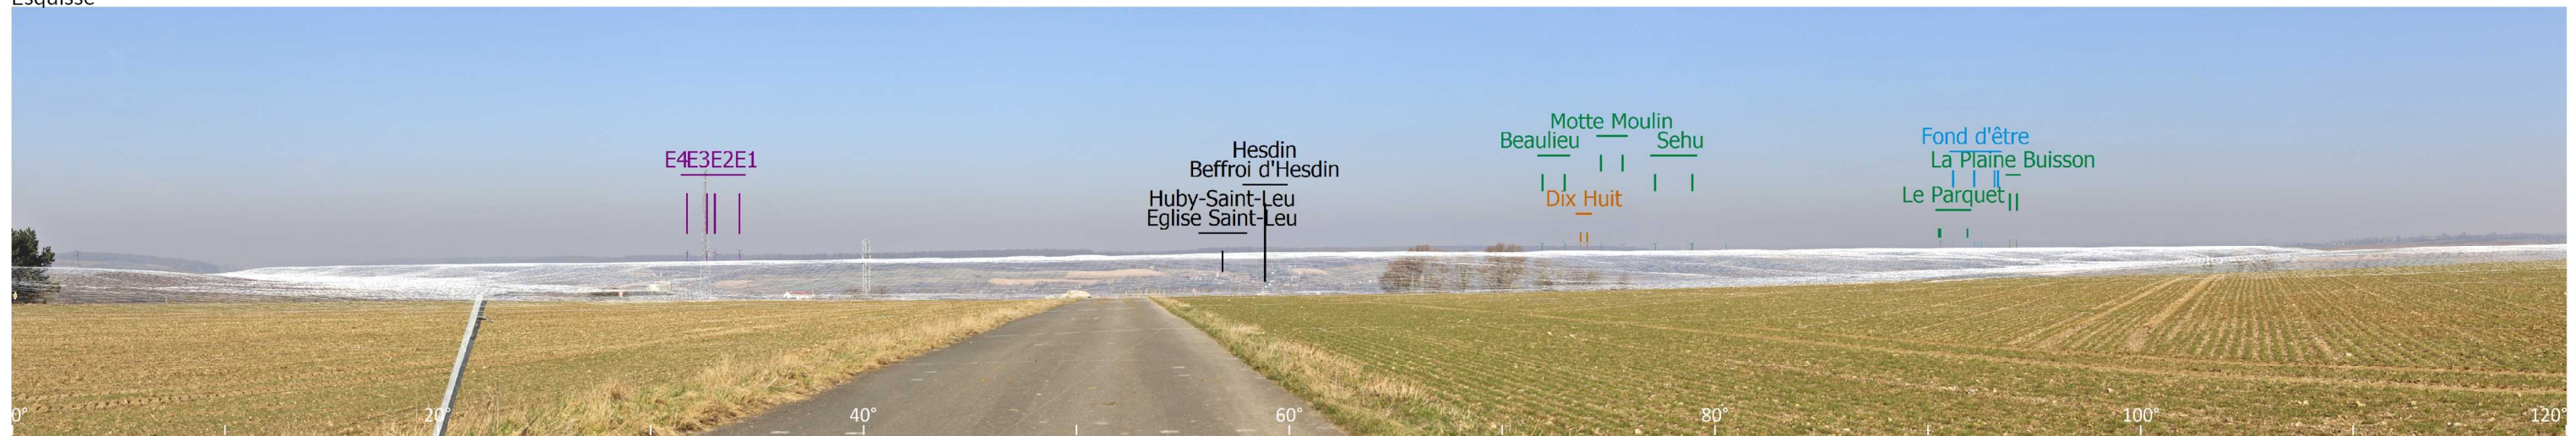 Esquisse
E4E3E2E1
Hesdin
Beffroi d'Hesdin
Huby-Saint-Leu
Eglise Saint-Leu
Motte Moulin
Beaulieu
Sehu
Dix Huit
Fond d'être
La Plaine Buisson
Le Parquet
0°
20°
40°
60°
80°
100°
120°